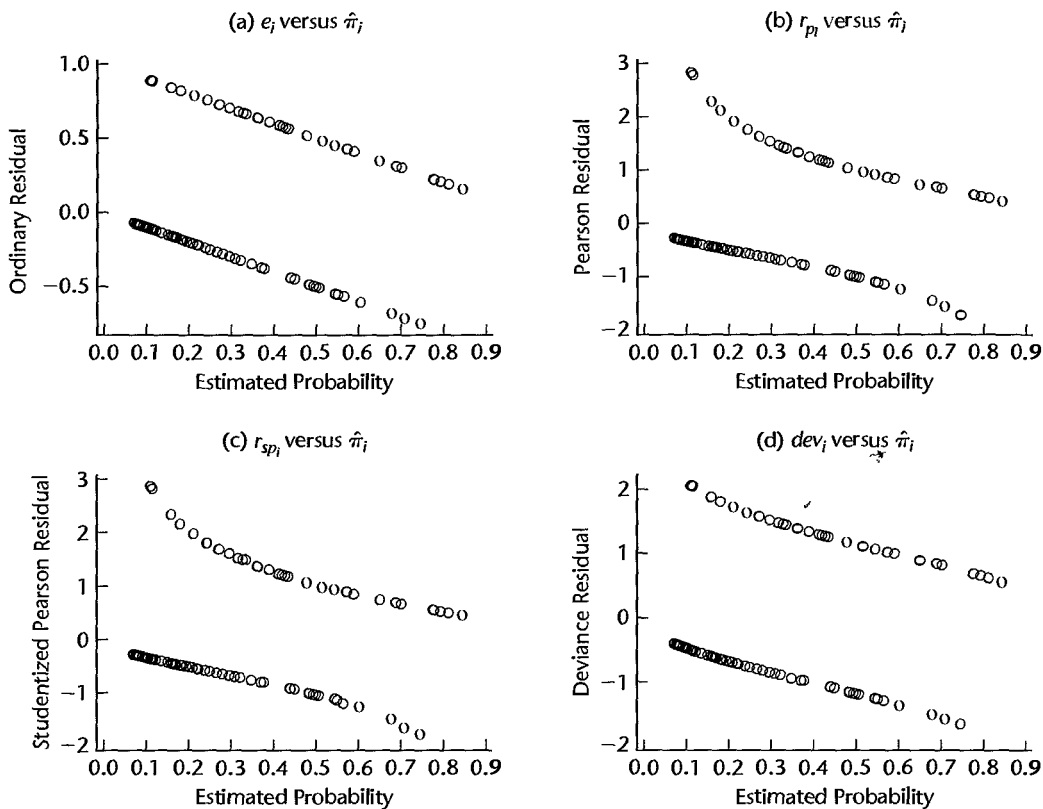 (a) eᵢ versus π̂ᵢ
Ordinary Residual
1.0
0.5
0.0
−0.5
0.0 0.1 0.2 0.3 0.4 0.5 0.6 0.7 0.8 0.9
Estimated Probability
(b) r_{pᵢ} versus π̂ᵢ
Pearson Residual
3
2
1
0
−1
−2
0.0 0.1 0.2 0.3 0.4 0.5 0.6 0.7 0.8 0.9
Estimated Probability
(c) r_{spᵢ} versus π̂ᵢ
Studentized Pearson Residual
3
2
1
0
−1
−2
0.0 0.1 0.2 0.3 0.4 0.5 0.6 0.7 0.8 0.9
Estimated Probability
(d) devᵢ versus π̂ᵢ
Deviance Residual
2
1
0
−1
−2
0.0 0.1 0.2 0.3 0.4 0.5 0.6 0.7 0.8 0.9
Estimated Probability